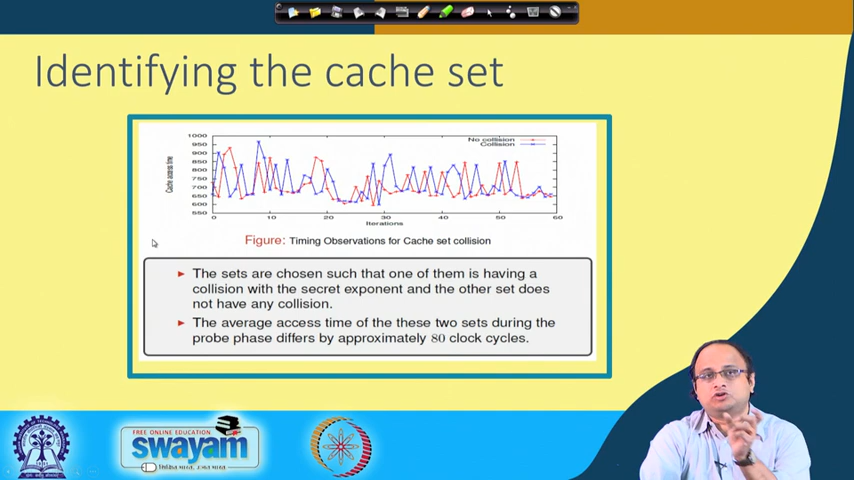 Identifying the cache set
No collision
Collision
1000
950
900
850
800
750
700
650
600
550
Cache access time
0 10 20 30 40 50 60
Iterations
Figure: Timing Observations for Cache set collision
The sets are chosen such that one of them is having a
collision with the secret exponent and the other set does
not have any collision.
The average access time of the these two sets during the
probe phase differs by approximately 80 clock cycles.
FREE ONLINE EDUCATION
swayam
शिक्षित भारत, उन्नत भारत